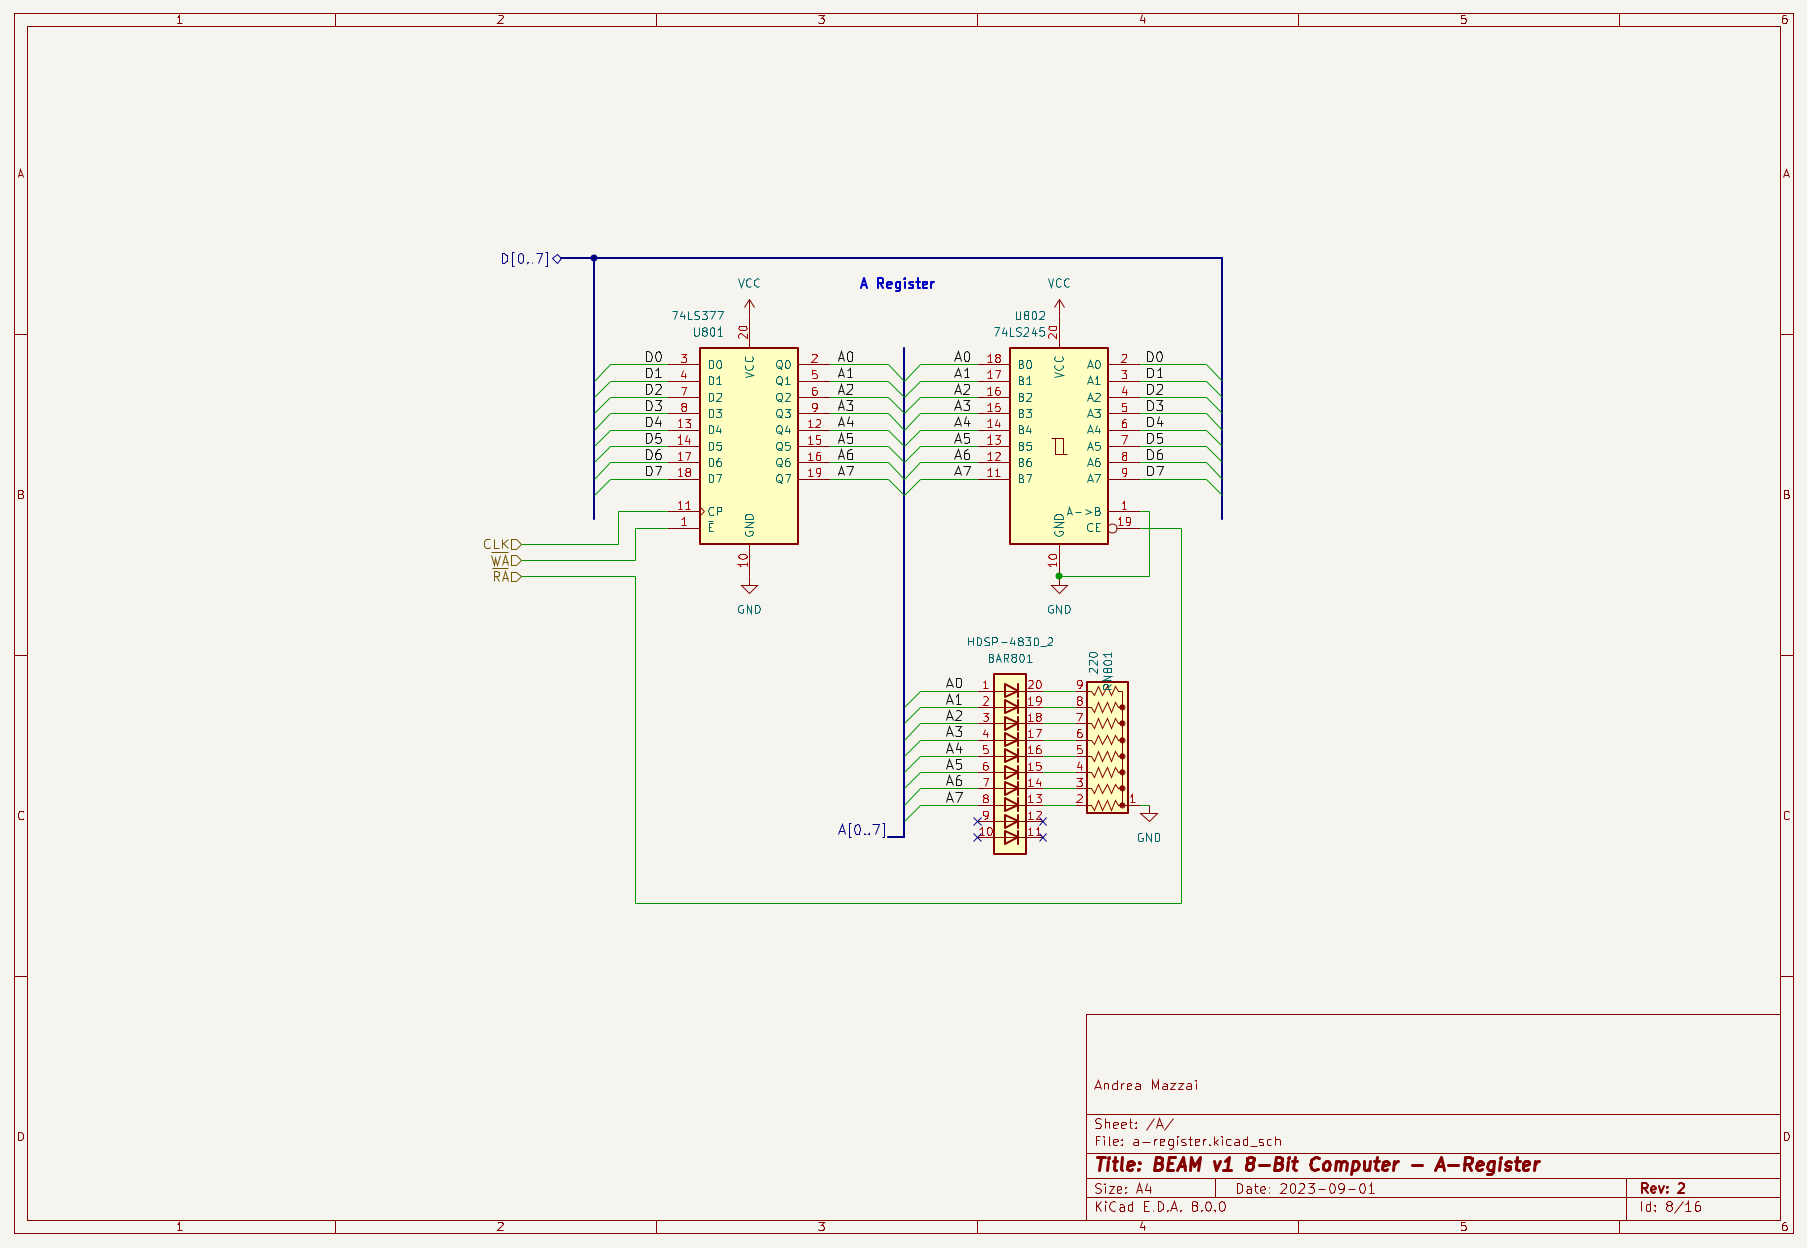 1 2 3 4 5 6
A A
B B
C C
D D
D[0..7]
A Register
VCC VCC
74LS377 U802
U801 74LS245
20 20
VCC VCC
D0 3 D0 Q0 2 A0 A0 18 B0 A0 2 D0
D1 4 D1 Q1 5 A1 A1 17 B1 A1 3 D1
D2 7 D2 Q2 6 A2 A2 16 B2 A2 4 D2
D3 8 D3 Q3 9 A3 A3 15 B3 A3 5 D3
D4 13 D4 Q4 12 A4 A4 14 B4 A4 6 D4
D5 14 D5 Q5 15 A5 A5 13 B5 A5 7 D5
D6 17 D6 Q6 16 A6 A6 12 B6 A6 8 D6
D7 18 D7 Q7 19 A7 A7 11 B7 A7 9 D7
11 CP A->B 1
1 E CE 19
GND GND
CLK
WA
RA
10 10
GND GND
HDSP-4830_2
BAR801
220
RN801
A0 1 20 9
A1 2 19 8
A2 3 18 7
A3 4 17 6
A4 5 16 5
A5 6 15 4
A6 7 14 3
A7 8 13 2 1
9 12
10 11
A[0..7]
GND
Andrea Mazzai
Sheet: /A/
File: a-register.kicad_sch
Title: BEAM v1 8-Bit Computer - A-Register
Size: A4 Date: 2023-09-01 Rev: 2
KiCad E.D.A. 8.0.0 Id: 8/16
1 2 3 4 5 6